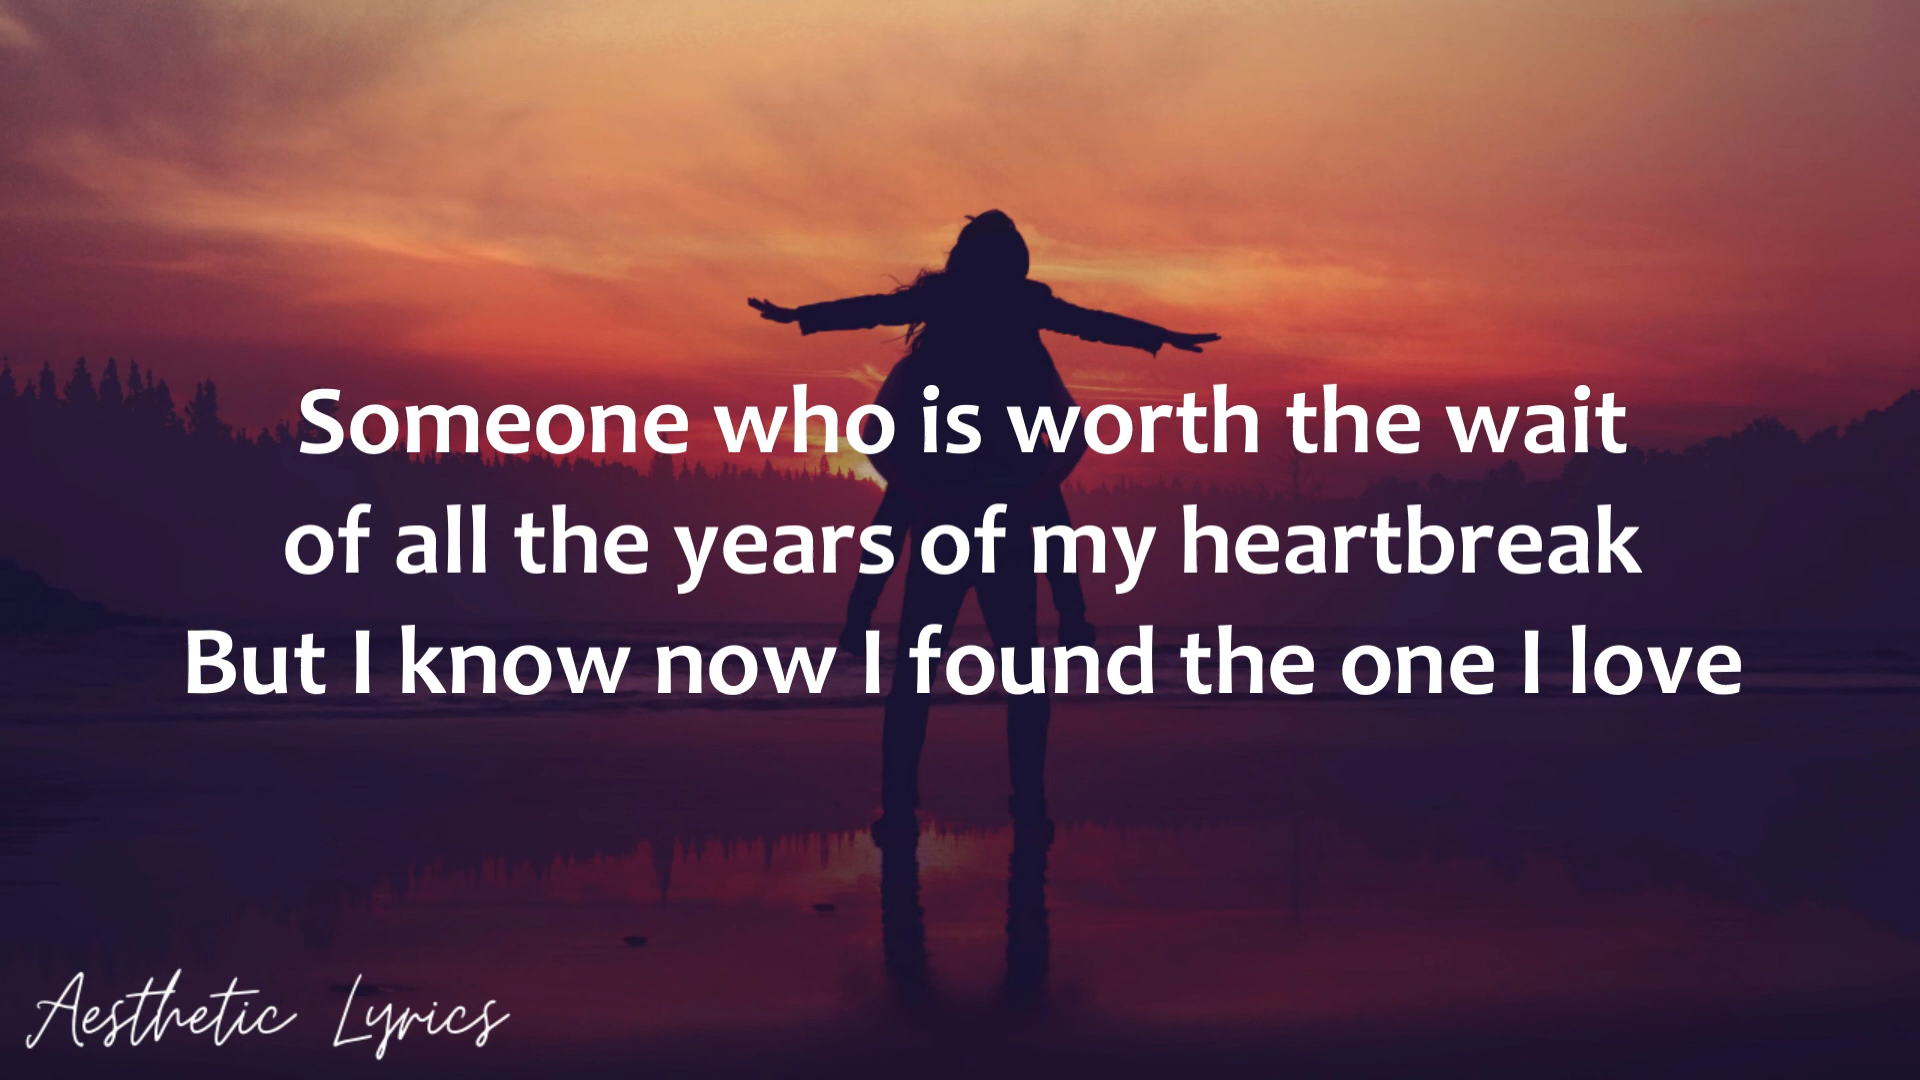 Someone who is worth the wait
of all the years of my heartbreak
But I know now I found the one I love
Aesthetic Lyrics